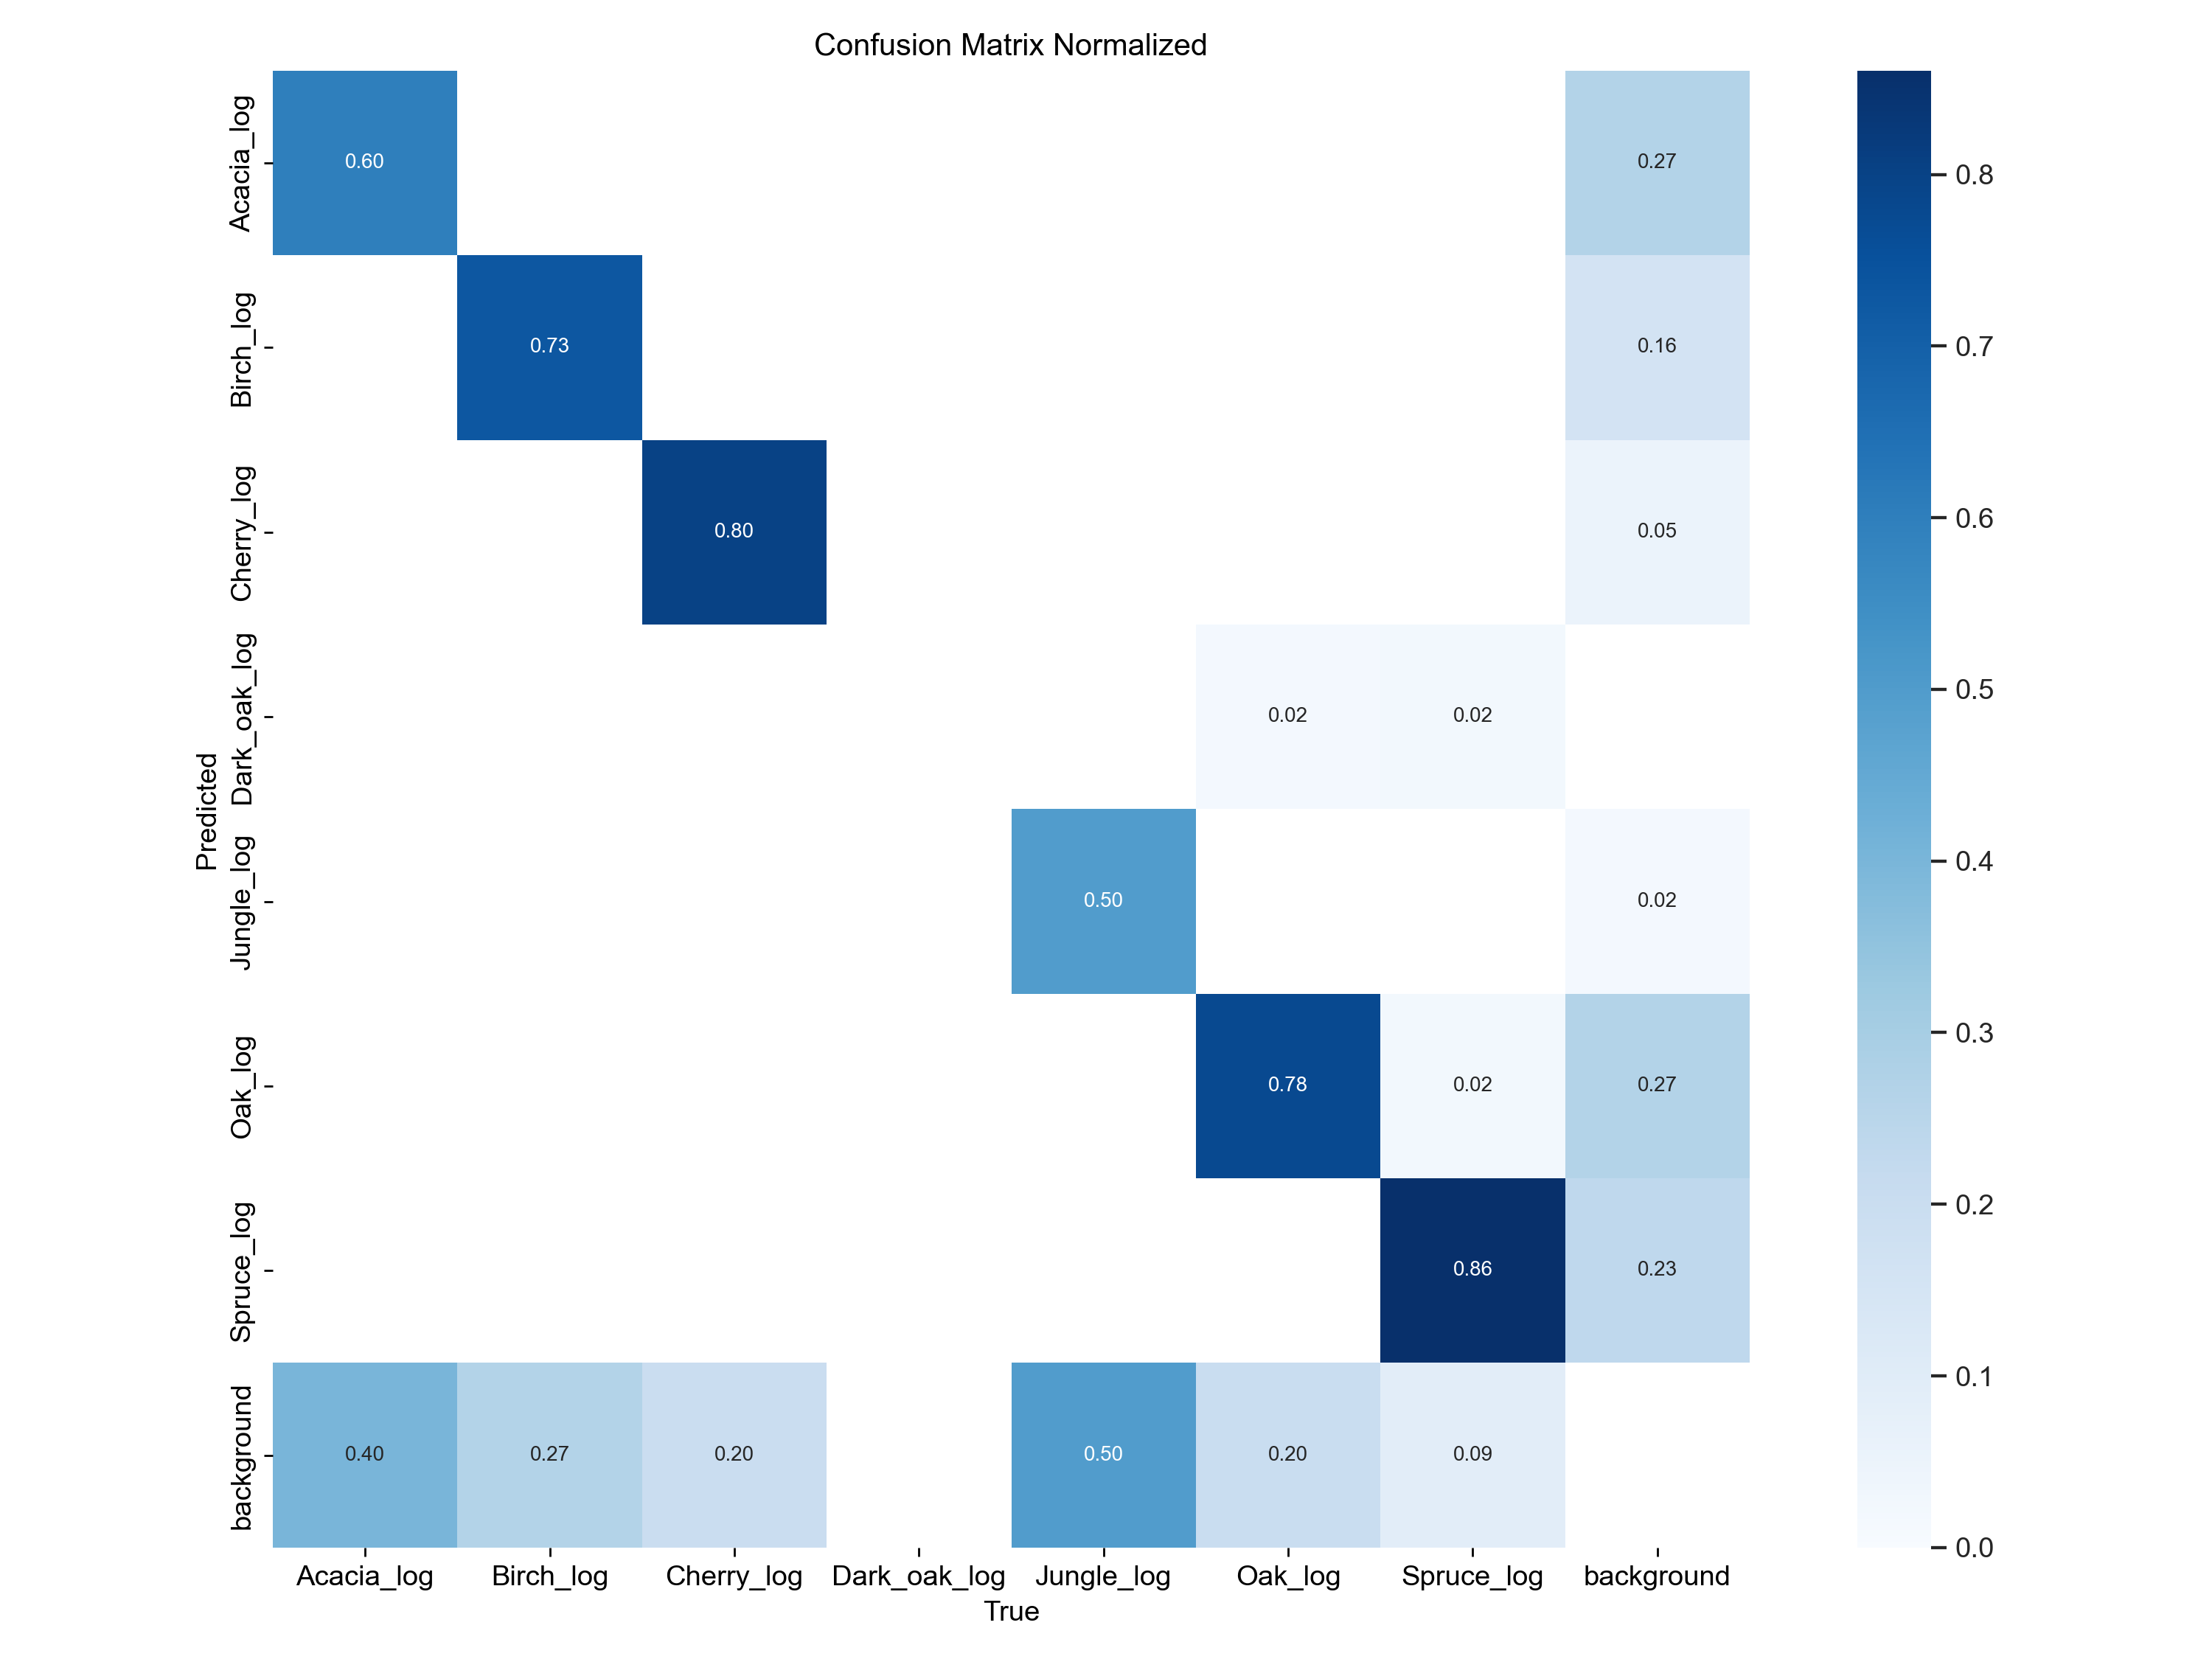 Confusion Matrix Normalized
Predicted
Acacia_log
0.60
0.27
0.8
Birch_log
0.73
0.16
0.7
Cherry_log
0.80
0.05
0.6
Dark_oak_log
0.02
0.02
0.5
Jungle_log
0.50
0.02
0.4
Oak_log
0.78
0.02
0.27
0.3
Spruce_log
0.86
0.23
0.2
background
0.40
0.27
0.20
0.50
0.20
0.09
0.1
0.0
Acacia_log
Birch_log
Cherry_log
Dark_oak_log
Jungle_log
Oak_log
Spruce_log
background
True